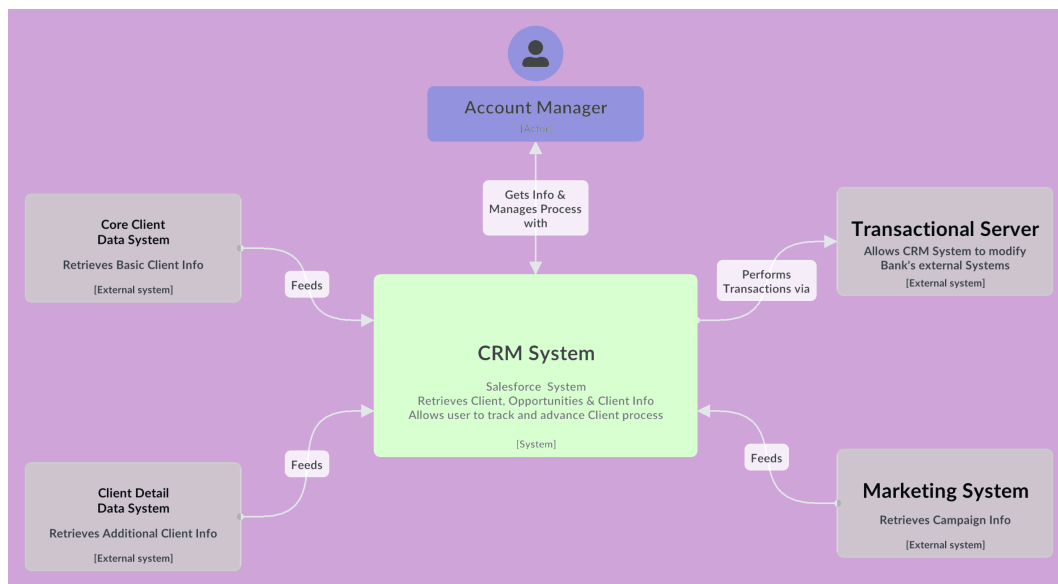 Account Manager
[Actor]
Gets Info &
Manages Process
with
Core Client
Data System
Retrieves Basic Client Info
[External system]
Feeds
Transactional Server
Allows CRM System to modify
Bank's external Systems
[External system]
Performs
Transactions via
CRM System
Salesforce System
Retrieves Client, Opportunities & Client Info
Allows user to track and advance Client process
[System]
Client Detail
Data System
Retrieves Additional Client Info
[External system]
Feeds
Feeds
Marketing System
Retrieves Campaign Info
[External system]